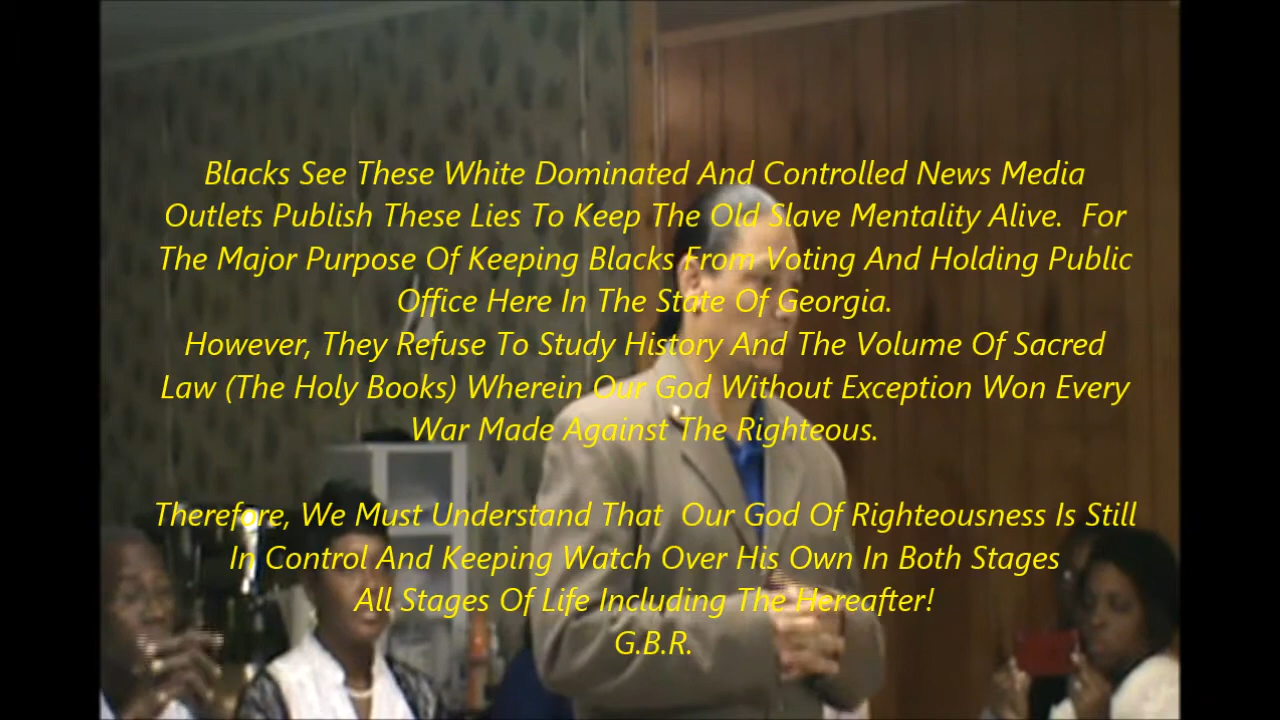 Blacks See These White Dominated And Controlled News Media
Outlets Publish These Lies To Keep The Old Slave Mentality Alive.  For
The Major Purpose Of Keeping Blacks From Voting And Holding Public
Office Here In The State Of Georgia.
However, They Refuse To Study History And The Volume Of Sacred
Law (The Holy Books) Wherein Our God Without Exception Won Every
War Made Against The Righteous.
Therefore, We Must Understand That  Our God Of Righteousness Is Still
In Control And Keeping Watch Over His Own In Both Stages
All Stages Of Life Including The Hereafter!
G.B.R.